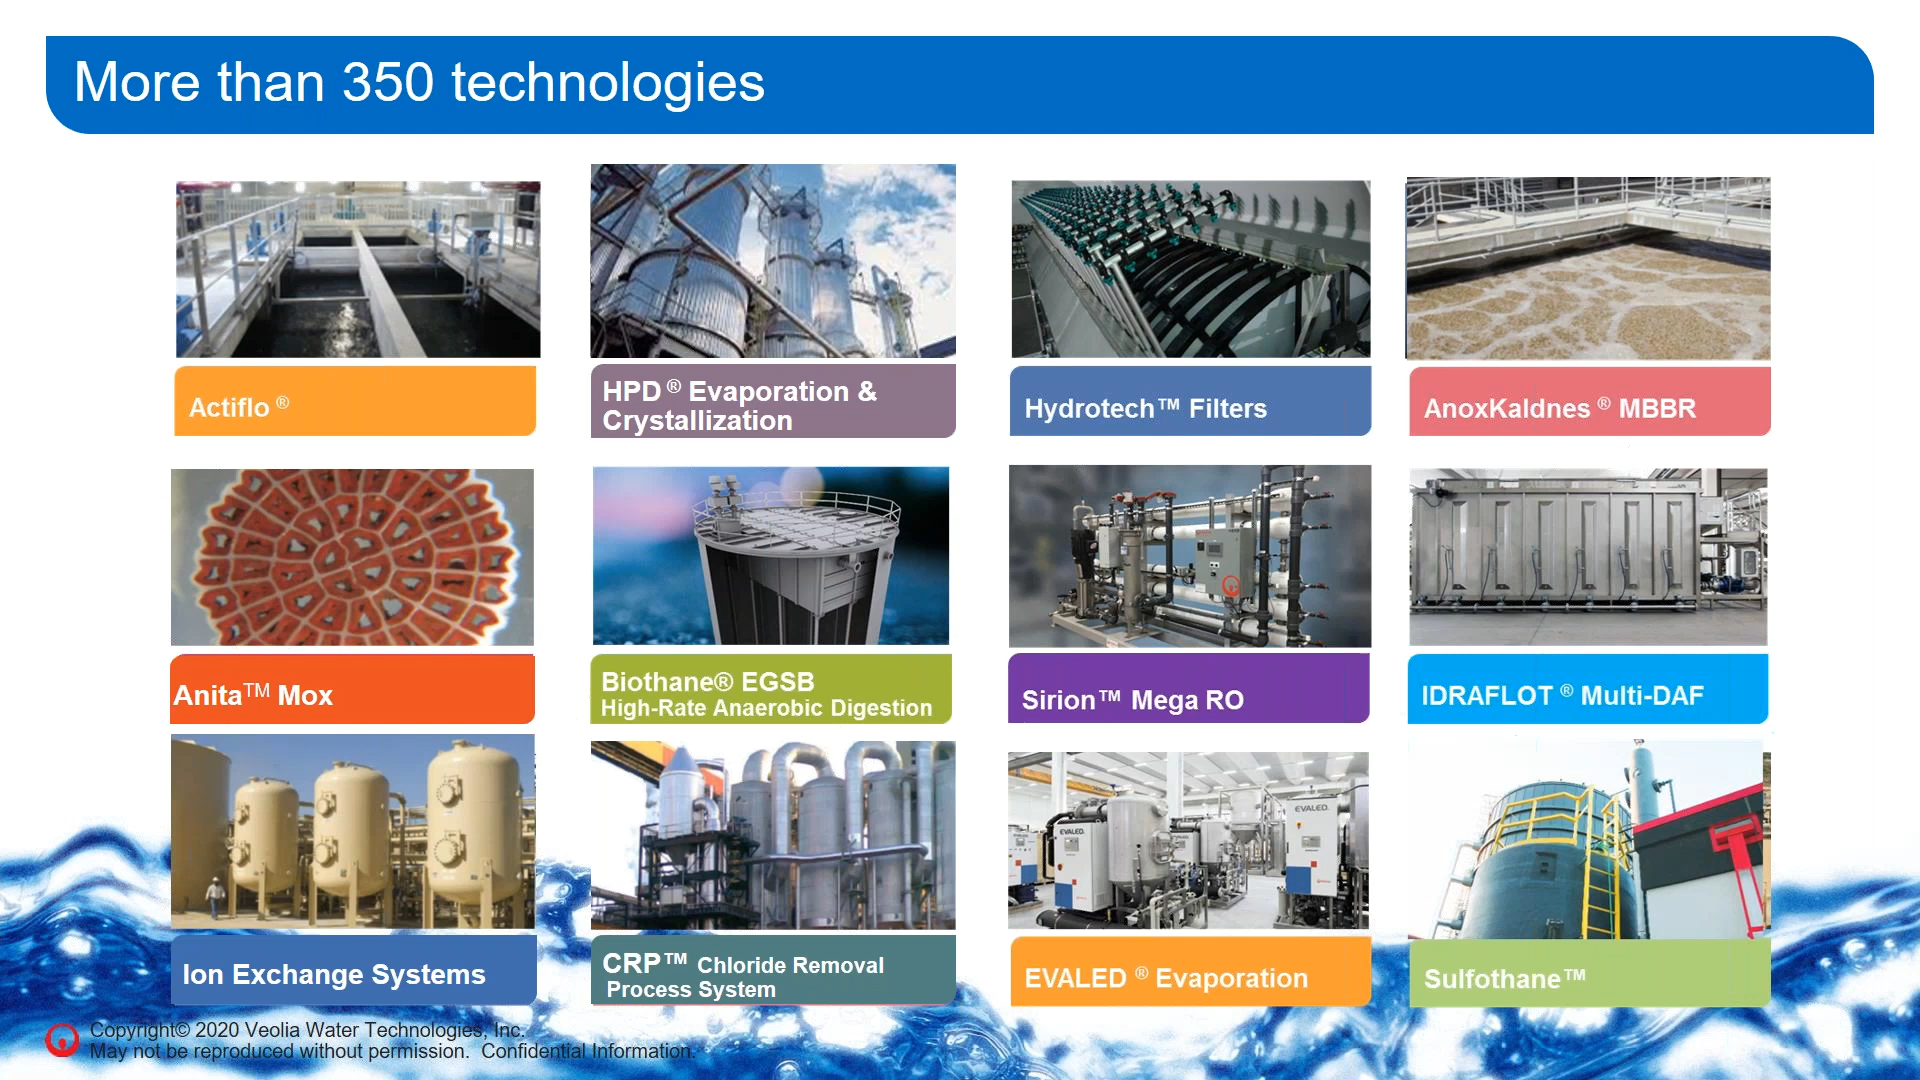 More than 350 technologies
Actiflo ®
HPD ® Evaporation &
Crystallization
Hydrotech™ Filters
AnoxKaldnes ® MBBR
Anita™ Mox
Biothane® EGSB
High-Rate Anaerobic Digestion
Sirion™ Mega RO
IDRAFLOT ® Multi-DAF
EVALED.
EVALED.
Ion Exchange Systems
CRP™ Chloride Removal
Process System
EVALED ® Evaporation
Sulfothane™
Copyright© 2020 Veolia Water Technologies, Inc.
May not be reproduced without permission. Confidential Information.